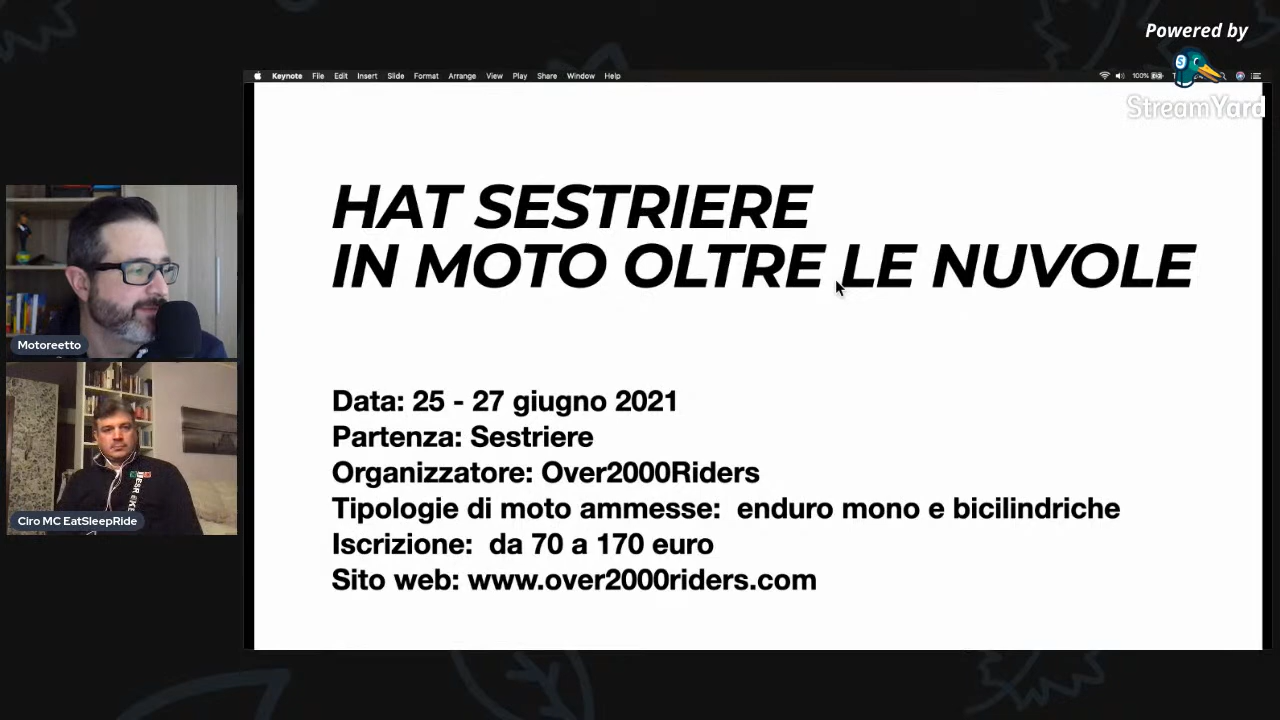 Powered by
StreamYard
Keynote File Edit Insert Slide Format Arrange View Play Share Window Help
100%
HAT SESTRIERE
IN MOTO OLTRE LE NUVOLE
Data: 25 - 27 giugno 2021
Partenza: Sestriere
Organizzatore: Over2000Riders
Tipologie di moto ammesse: enduro mono e bicilindriche
Iscrizione: da 70 a 170 euro
Sito web: www.over2000riders.com
Motoreetto
Ciro MC EatSleepRide